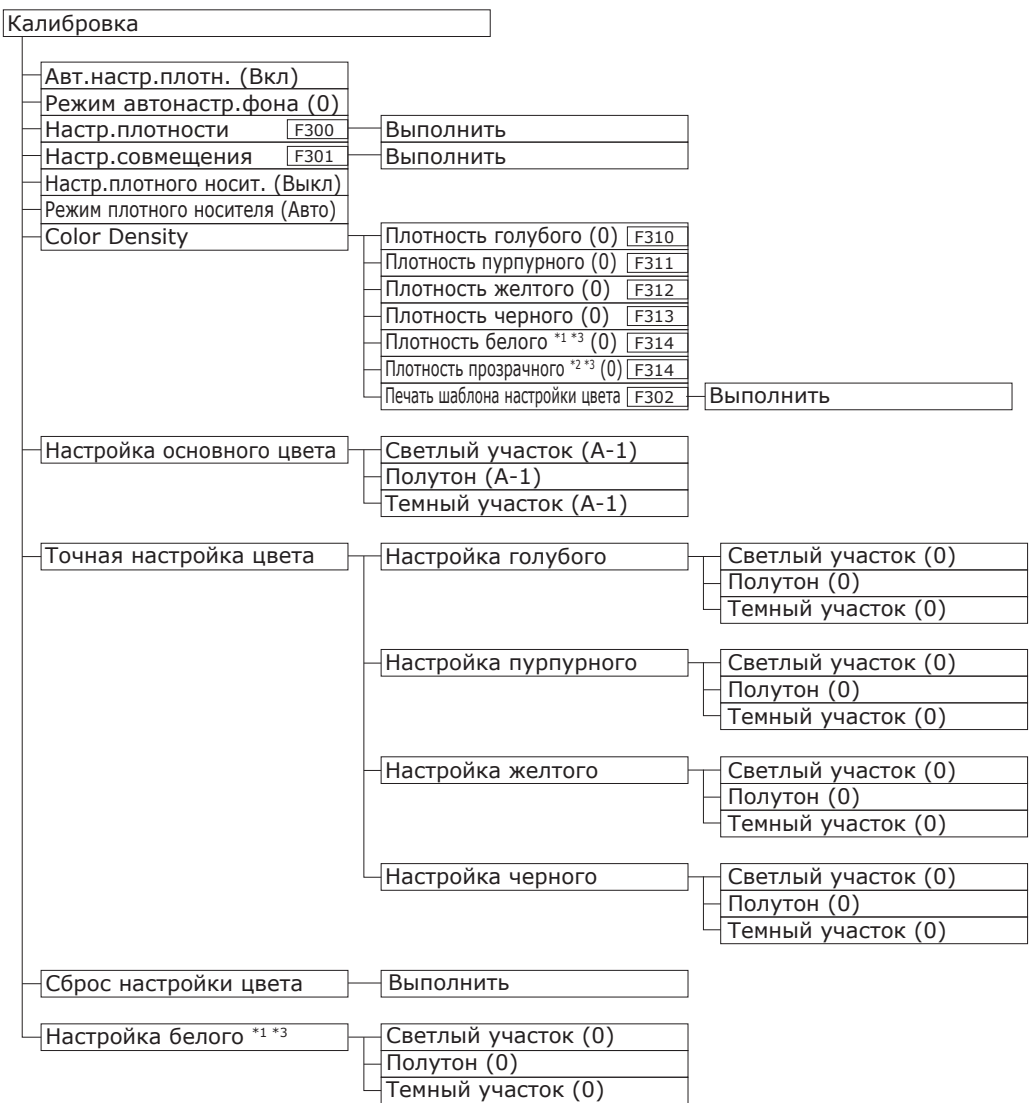 Калибровка
Авт.настр.плотн. (Вкл)
Режим автонастр.фона (0)
Настр.плотности F300 Выполнить
Настр.совмещения F301 Выполнить
Настр.плотного носит. (Выкл)
Режим плотного носителя (Авто)
Color Density Плотность голубого (0) F310
Плотность пурпурного (0) F311
Плотность желтого (0) F312
Плотность черного (0) F313
Плотность белого *1 *3 (0) F314
Плотность прозрачного *2 *3 (0) F314
Печать шаблона настройки цвета F302 Выполнить
Настройка основного цвета Светлый участок (A-1)
Полутон (A-1)
Темный участок (A-1)
Точная настройка цвета Настройка голубого Светлый участок (0)
Полутон (0)
Темный участок (0)
Настройка пурпурного Светлый участок (0)
Полутон (0)
Темный участок (0)
Настройка желтого Светлый участок (0)
Полутон (0)
Темный участок (0)
Настройка черного Светлый участок (0)
Полутон (0)
Темный участок (0)
Сброс настройки цвета Выполнить
Настройка белого *1 *3 Светлый участок (0)
Полутон (0)
Темный участок (0)